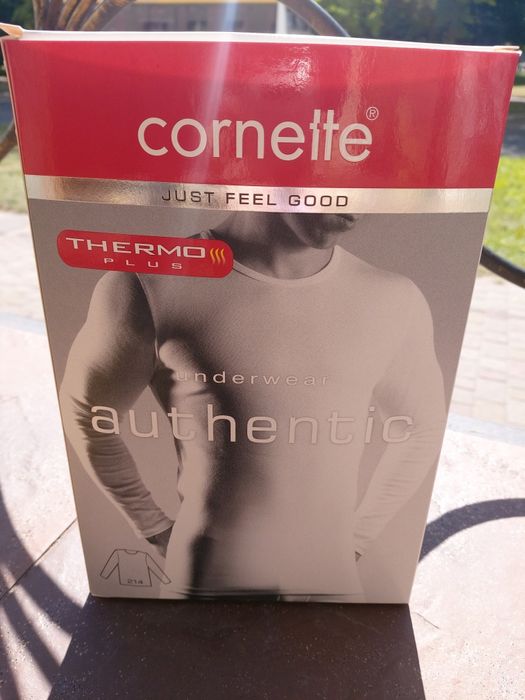 cornette®
JUST FEEL GOOD
THERMO
PLUS
underwear
authentic
214